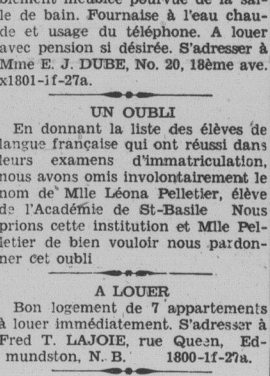 blement meublée pourvue de la sal-
le de bain. Fournaise à l'eau chau-
de et usage du téléphone. A louer
avec pension si désirée. S'adresser à
Mme E. J. DUBE, No. 20, 18ème ave.
x1801-1f-27a.
UN OUBLI
En donnant la liste des élèves de
langue française qui ont réussi dans
leurs examens d'immatriculation,
nous avons omis involontairement le
nom de Mlle Léona Pelletier, élève
de l'Académie de St-Basile Nous
prions cette institution et Mlle Pel-
letier de bien vouloir nous pardon-
ner cet oubli
A LOUER
Bon logement de 7 appartements
à louer immédiatement. S'adresser à
Fred T. LAJOIE, rue Queen, Ed-
mundston, N. B. 1800-1f-27a.